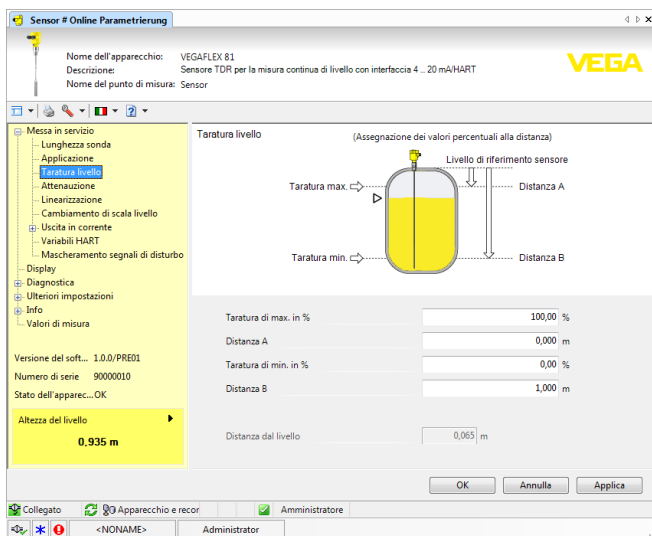 Sensor # Online Parametrierung
Nome dell'apparecchio: VEGAFLEX 81
Descrizione: Sensore TDR per la misura continua di livello con interfaccia 4 .. 20 mA/HART
Nome del punto di misura: Sensor
VEGA
Messa in servizio
Lunghezza sonda
Applicazione
Taratura livello
Attenuazione
Linearizzazione
Cambiamento di scala livello
Uscita in corrente
Variabili HART
Mascheramento segnali di disturbo
Display
Diagnostica
Ulteriori impostazioni
Info
Valori di misura
Versione del soft... 1.0.0/PRE01
Numero di serie 90000010
Stato dell'apparec... OK
Altezza del livello
0,935 m
Taratura livello
(Assegnazione dei valori percentuali alla distanza)
Livello di riferimento sensore
Taratura max.
Distanza A
Taratura min.
Distanza B
Taratura di max. in % 100,00 %
Distanza A 0,000 m
Taratura di min. in % 0,00 %
Distanza B 1,000 m
Distanza dal livello 0,065 m
OK Annulla Applica
Collegato Apparecchio e recor Amministratore
<NONAME> Administrator